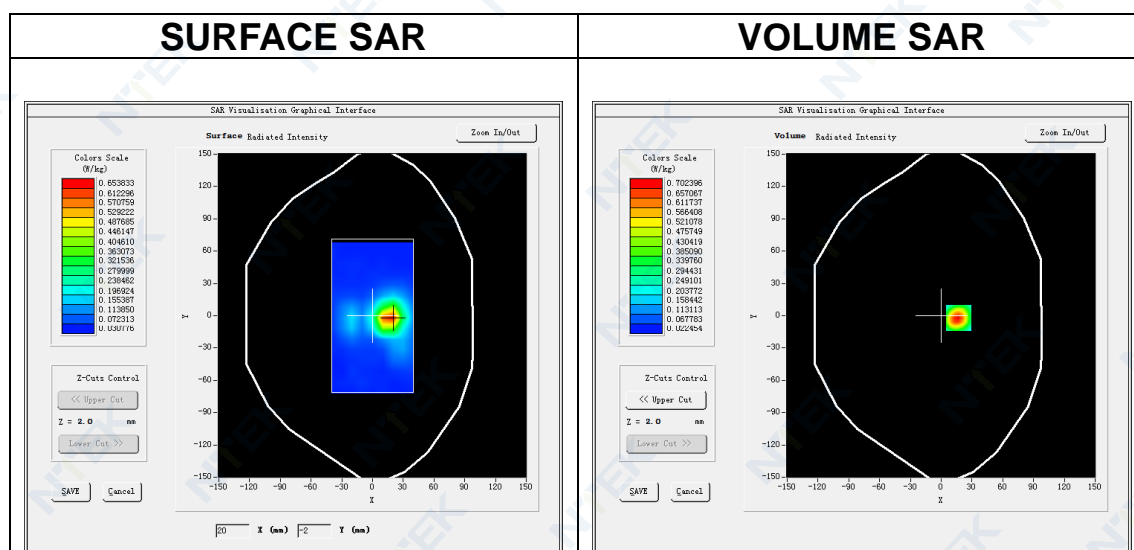 SURFACE SAR
VOLUME SAR
SAR Visualisation Graphical Interface
Surface Radiated Intensity
Zoom In/Out
Colors Scale
(W/kg)
0.653833
0.612296
0.570759
0.529222
0.487685
0.446147
0.404610
0.363073
0.321536
0.279999
0.238462
0.196924
0.155387
0.113850
0.072313
0.030776
150
120
90
60
30
0
-30
-60
-90
-120
-150
Y
-150 -120 -90 -60 -30 0 30 60 90 120 150
X
Z-Cuts Control
<< Upper Cut
Z = 2.0 mm
Lower Cut >>
SAVE
Cancel
20 X (mm) -2 Y (mm)
SAR Visualisation Graphical Interface
Volume Radiated Intensity
Zoom In/Out
Colors Scale
(W/kg)
0.702396
0.657067
0.611737
0.566408
0.521078
0.475749
0.430419
0.385090
0.339760
0.294431
0.249101
0.203772
0.158442
0.113113
0.067783
0.022454
150
120
90
60
30
0
-30
-60
-90
-120
-150
Y
-150 -120 -90 -60 -30 0 30 60 90 120 150
X
Z-Cuts Control
<< Upper Cut
Z = 2.0 mm
Lower Cut >>
SAVE
Cancel
NTEK